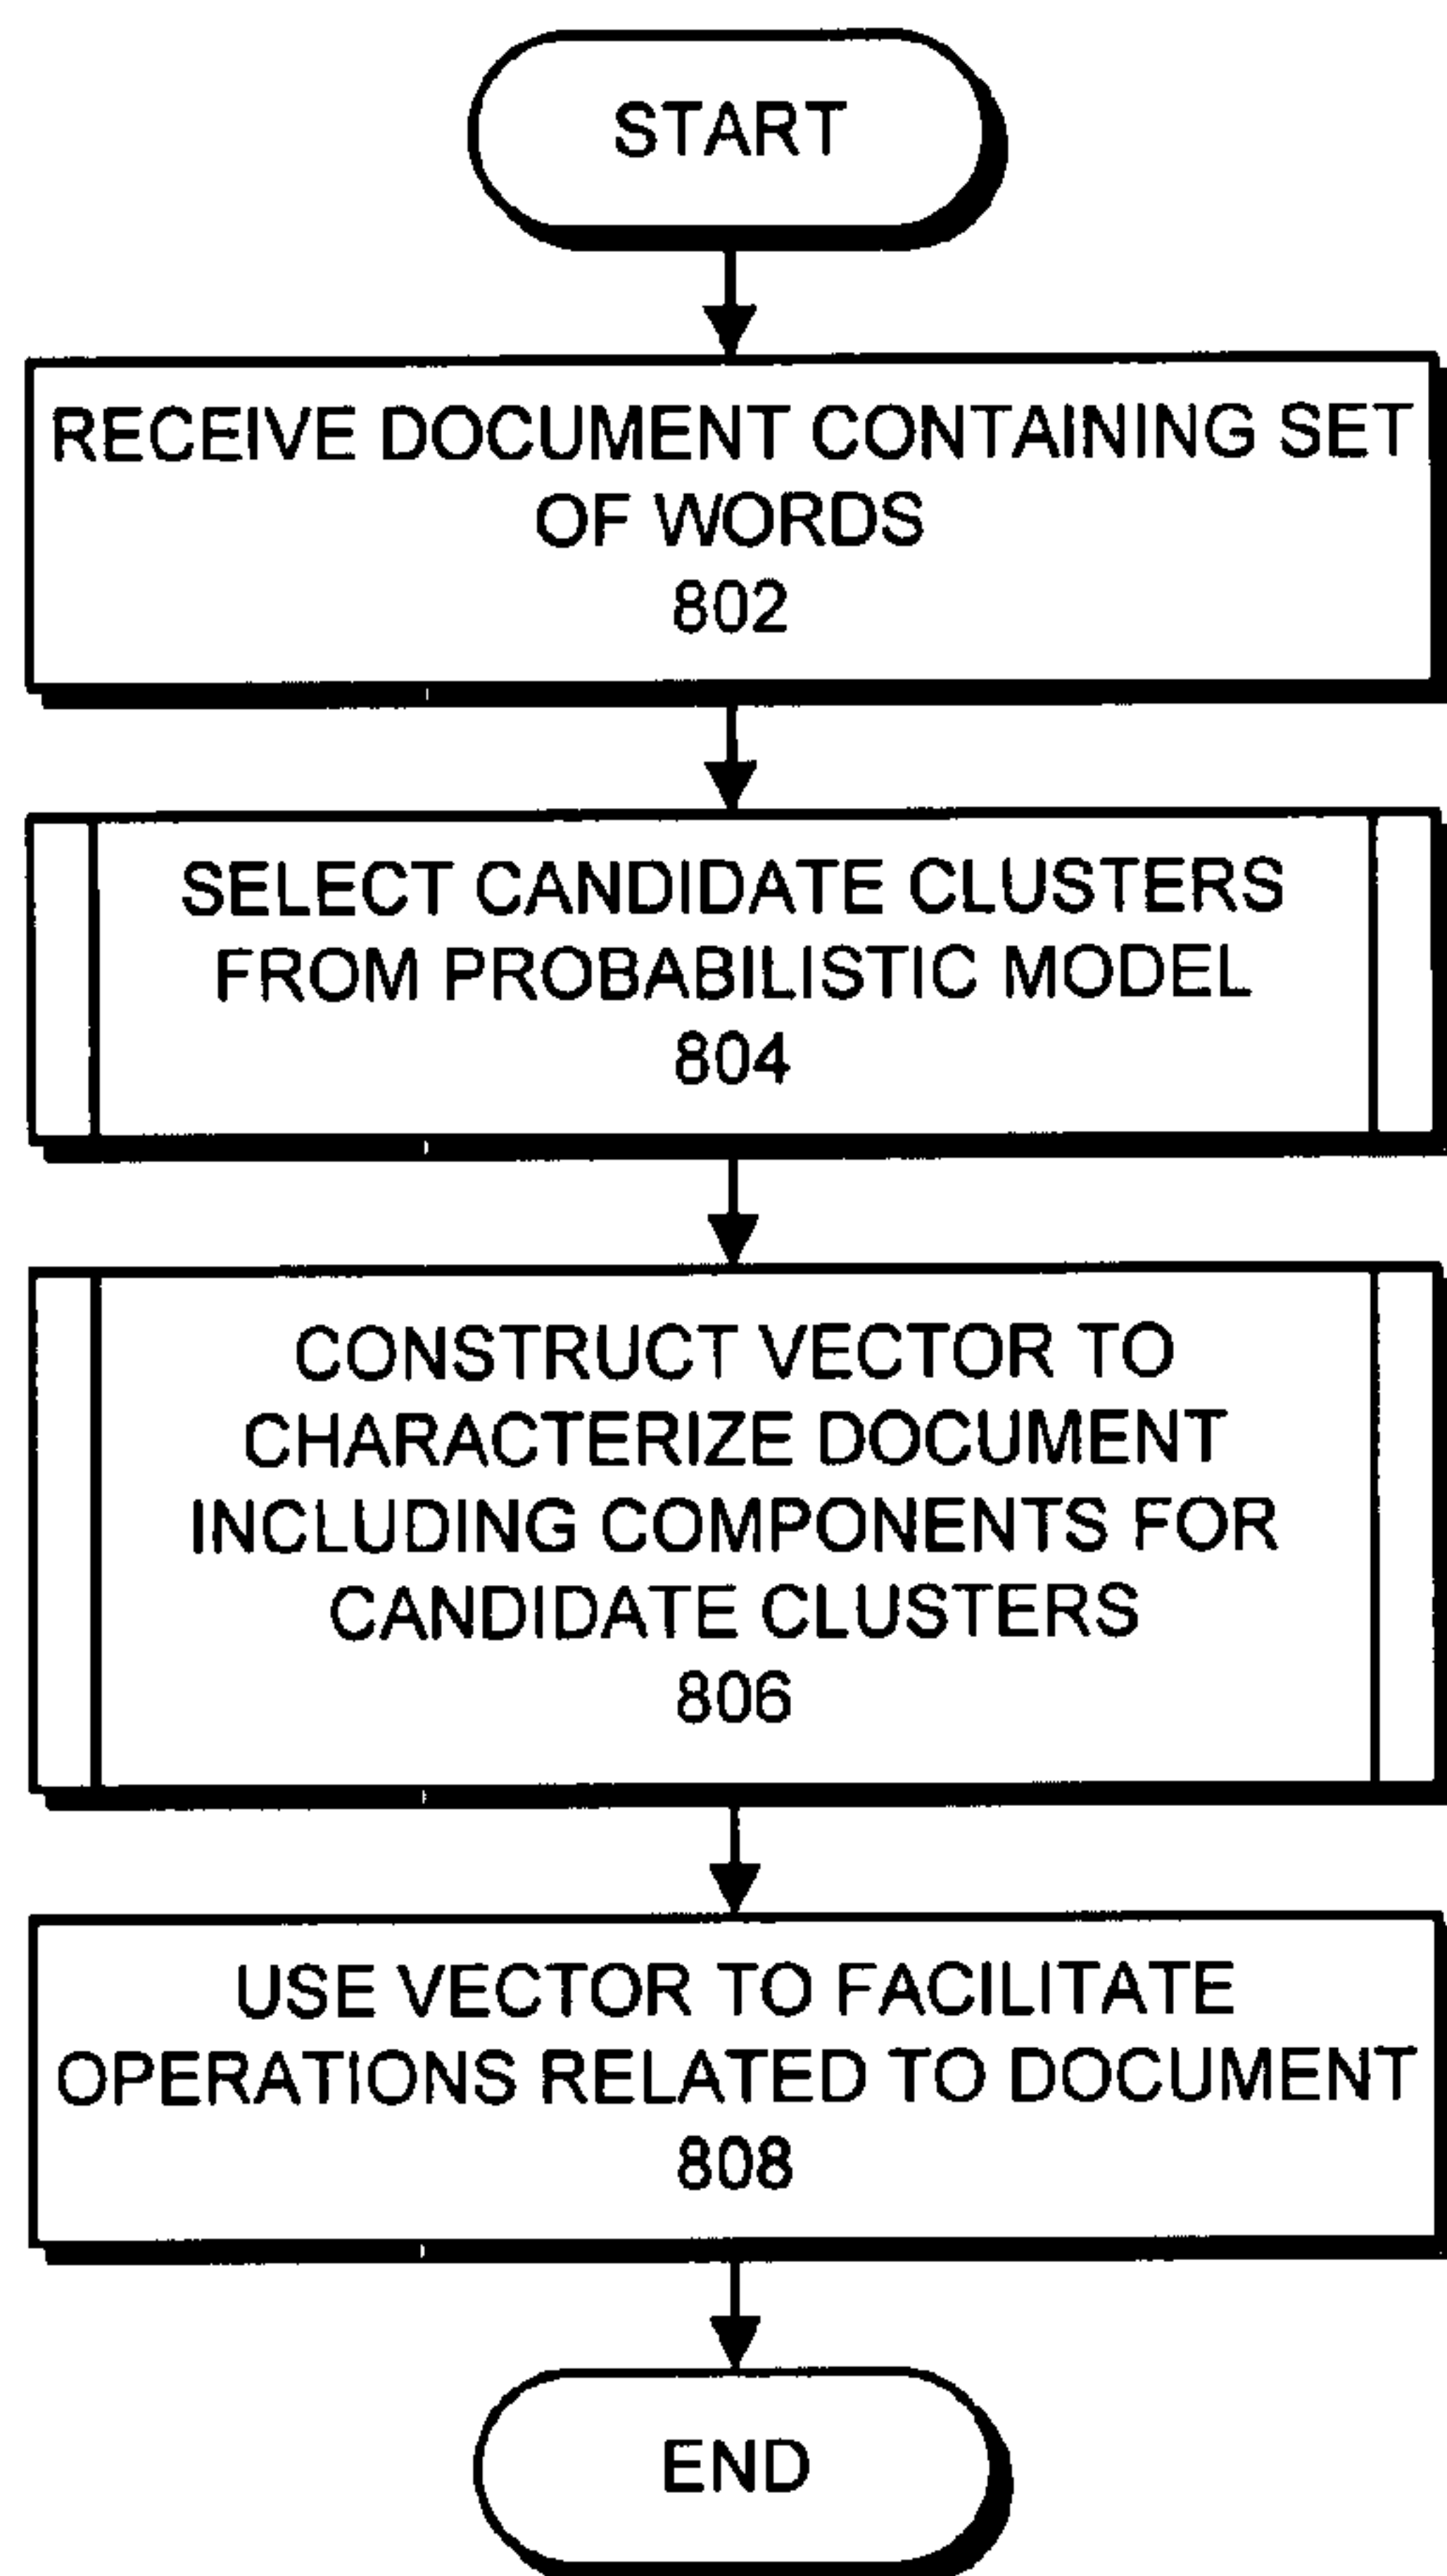 START
RECEIVE DOCUMENT CONTAINING SET
OF WORDS
802
SELECT CANDIDATE CLUSTERS
FROM PROBABILISTIC MODEL
804
CONSTRUCT VECTOR TO
CHARACTERIZE DOCUMENT
INCLUDING COMPONENTS FOR
CANDIDATE CLUSTERS
806
USE VECTOR TO FACILITATE
OPERATIONS RELATED TO DOCUMENT
808
END